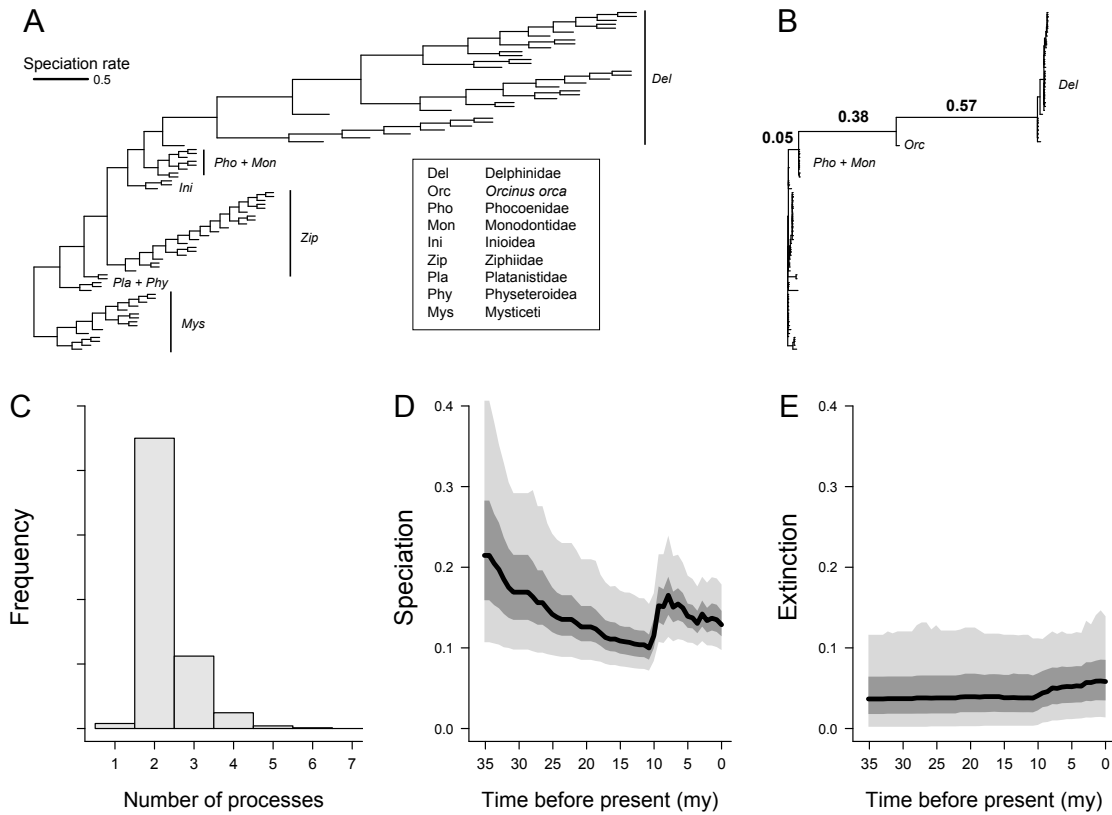 A
Speciation rate
0.5
Del
Pho + Mon
Ini
Zip
Pla + Phy
Mys
Del Delphinidae
Orc Orcinus orca
Pho Phocoenidae
Mon Monodontidae
Ini Inioidea
Zip Ziphiidae
Pla Platanistidae
Phy Physeteroidea
Mys Mysticeti
B
Del
0.57
0.38
0.05
Orc
Pho + Mon
C
Frequency
1 2 3 4 5 6 7
Number of processes
D
Speciation
0.4
0.3
0.2
0.1
0.0
35 30 25 20 15 10 5 0
Time before present (my)
E
Extinction
0.4
0.3
0.2
0.1
0.0
35 30 25 20 15 10 5 0
Time before present (my)